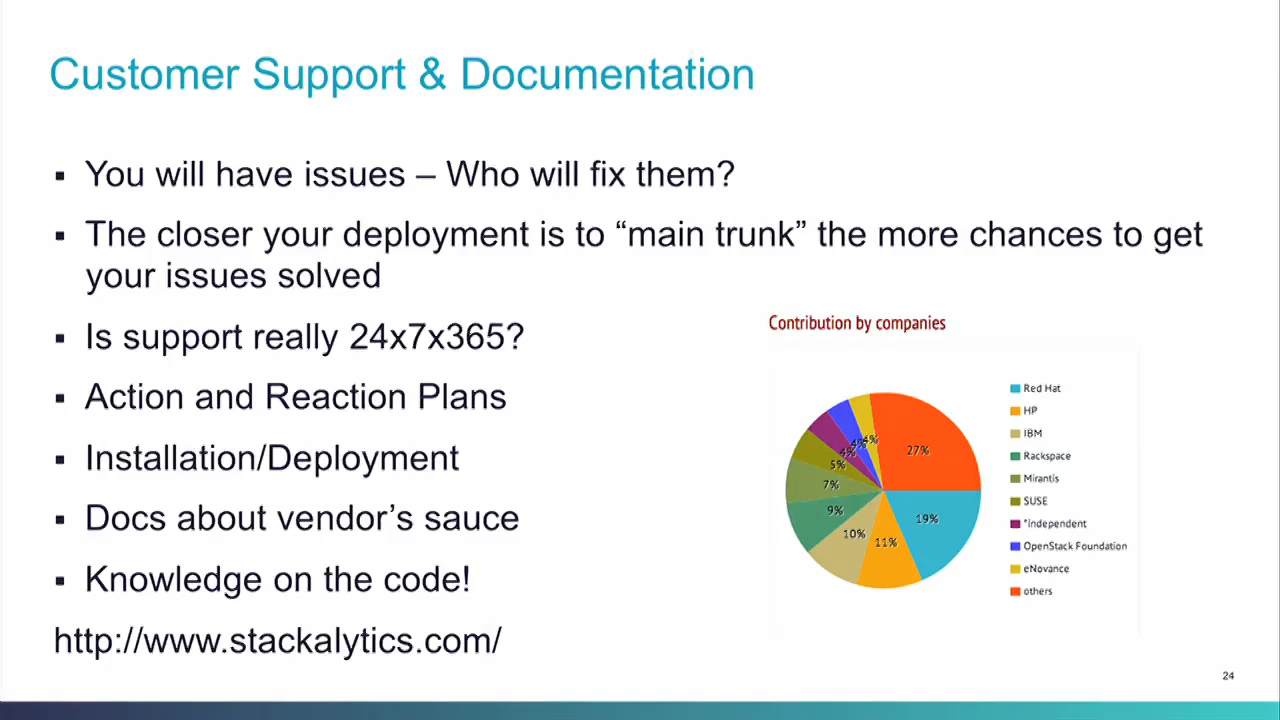 Customer Support & Documentation
▪ You will have issues – Who will fix them?
▪ The closer your deployment is to “main trunk” the more chances to get
your issues solved
▪ Is support really 24x7x365?
▪ Action and Reaction Plans
▪ Installation/Deployment
▪ Docs about vendor’s sauce
▪ Knowledge on the code!
http://www.stackalytics.com/
Contribution by companies
27%
19%
11%
10%
9%
7%
5%
4%
4%
4%
Red Hat
HP
IBM
Rackspace
Mirantis
SUSE
*independent
OpenStack Foundation
eNovance
others
24